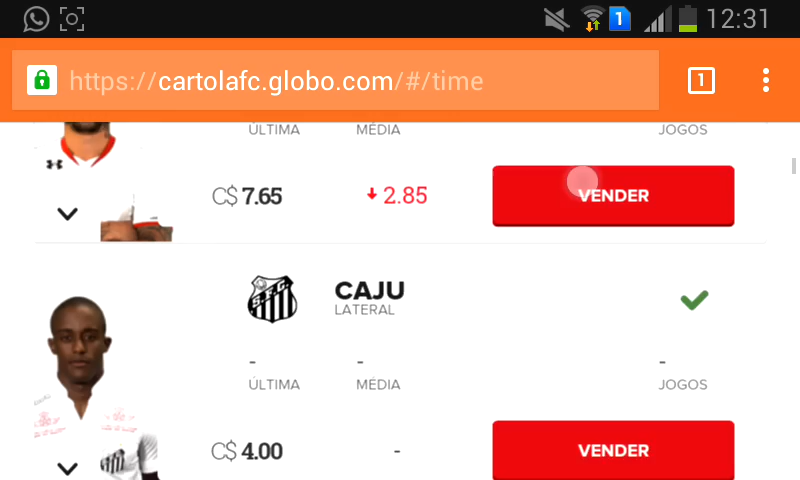 1 12:31
https://cartolafc.globo.com/#/time 1
ÚLTIMA MÉDIA JOGOS
C$ 7.65 2.85 VENDER
CAJU
LATERAL
- - -
ÚLTIMA MÉDIA JOGOS
C$ 4.00 - VENDER